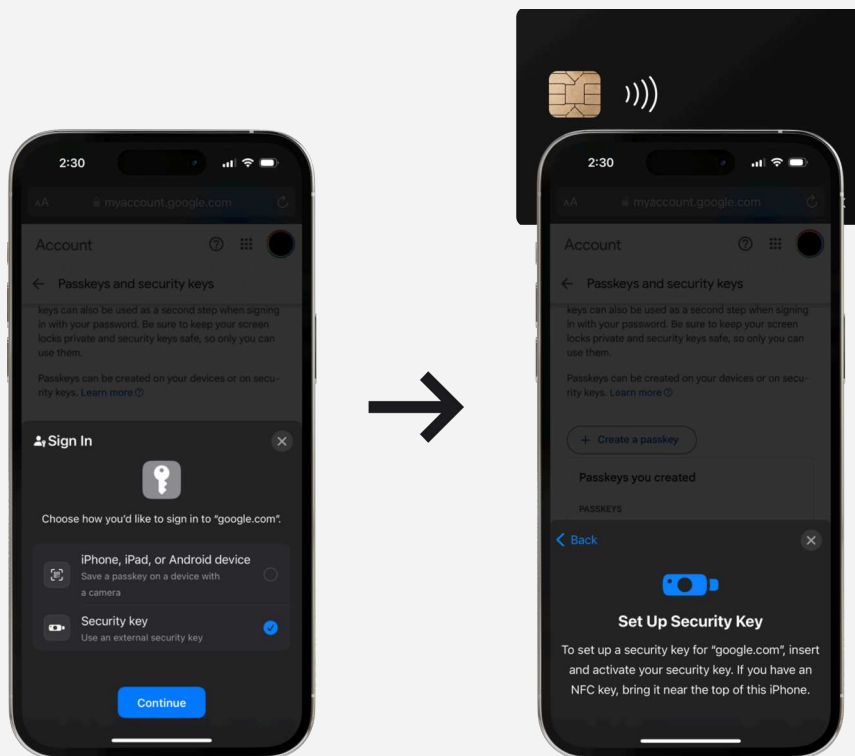 2:30
AA myaccount.google.com
Account
Passkeys and security keys
keys can also be used as a second step when signing
in with your password. Be sure to keep your screen
locks private and security keys safe, so only you can
use them.
Passkeys can be created on your devices or on secu-
rity keys. Learn more
Sign In
Choose how you'd like to sign in to “google.com”.
iPhone, iPad, or Android device
Save a passkey on a device with
a camera
Security key
Use an external security key
Continue
2:30
AA myaccount.google.com
Account
Passkeys and security keys
keys can also be used as a second step when signing
in with your password. Be sure to keep your screen
locks private and security keys safe, so only you can
use them.
Passkeys can be created on your devices or on secu-
rity keys. Learn more
+ Create a passkey
Passkeys you created
PASSKEYS
Back
Set Up Security Key
To set up a security key for “google.com”, insert
and activate your security key. If you have an
NFC key, bring it near the top of this iPhone.